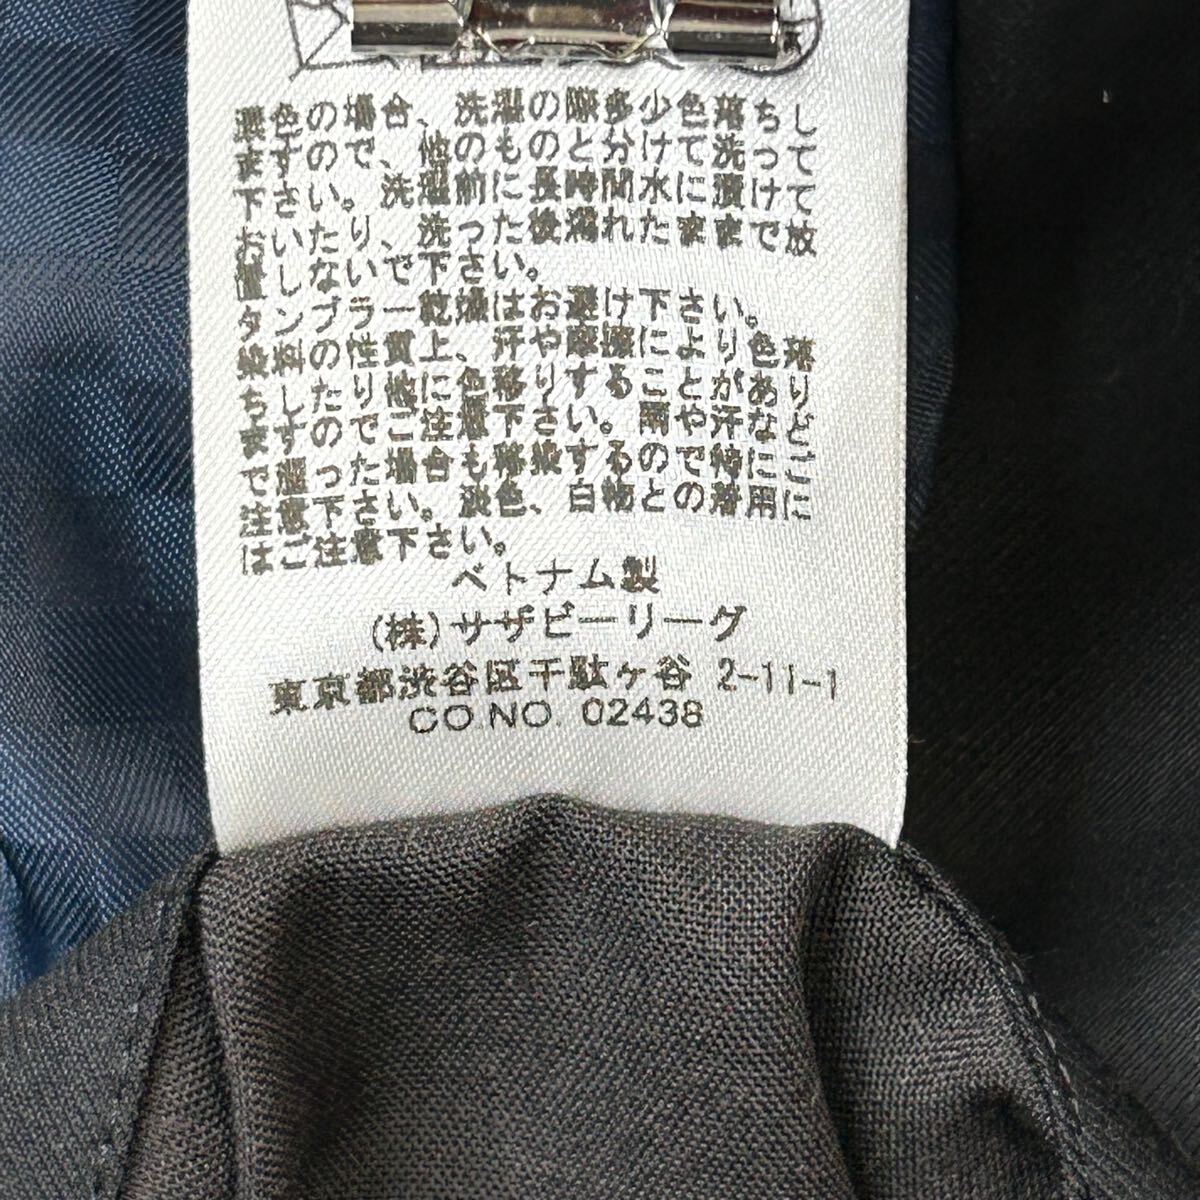 濃色の場合、洗濯の際多少色落ちし
ますので、他のものと分けて洗って
下さい。洗濯前に長時間水に漬けて
おいたり、洗った後濡れたままで放
置しないで下さい。
タンブラー乾燥はお避け下さい。
染料の性質上、汗や摩擦により色落
ちしたり他に色移りすることがあり
ますのでご注意下さい。雨や汗など
で湿った場合も移染するので特にご
注意下さい。淡色、白物との着用に
はご注意下さい。
ベトナム製
(株)サザビーリーグ
東京都渋谷区千駄ヶ谷 2-11-1
CO.NO. 02438